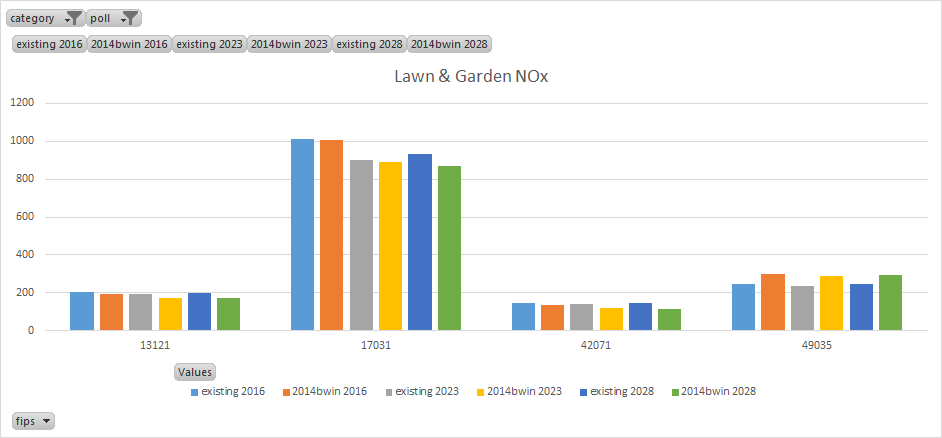 category poll
existing 2016 2014bwin 2016 existing 2023 2014bwin 2023 existing 2028 2014bwin 2028
Lawn & Garden NOx
1200
1000
800
600
400
200
0
13121 17031 42071 49035
Values
existing 2016 2014bwin 2016 existing 2023 2014bwin 2023 existing 2028 2014bwin 2028
fips